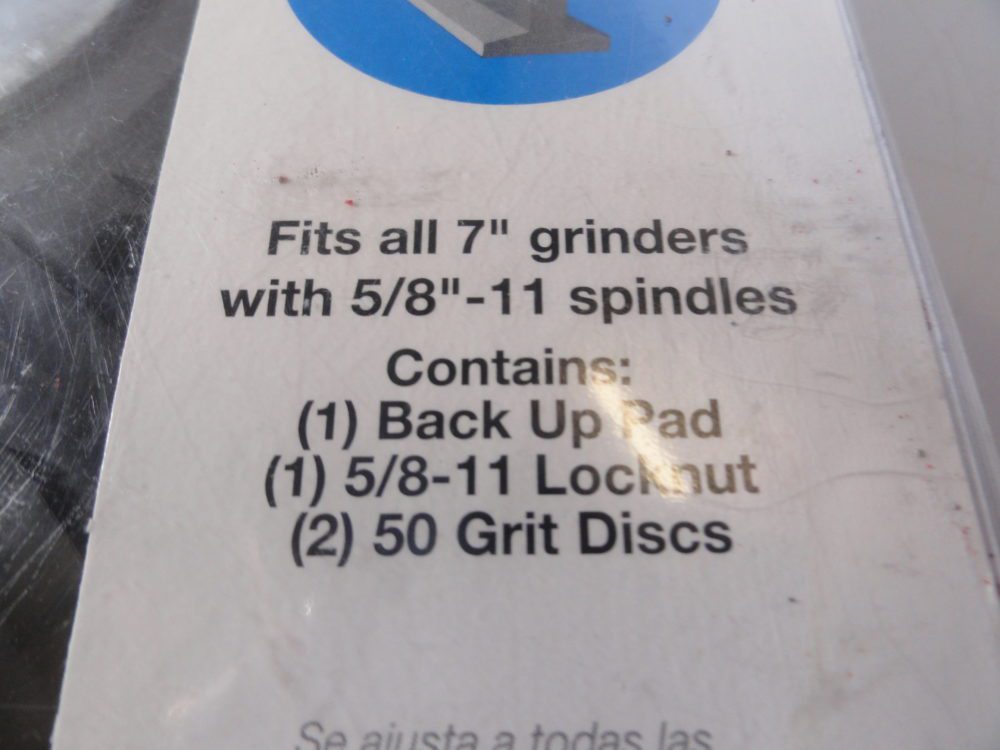 Fits all 7" grinders
with 5/8"-11 spindles
Contains:
(1) Back Up Pad
(1) 5/8-11 Locknut
(2) 50 Grit Discs
Se ajusta a todas las